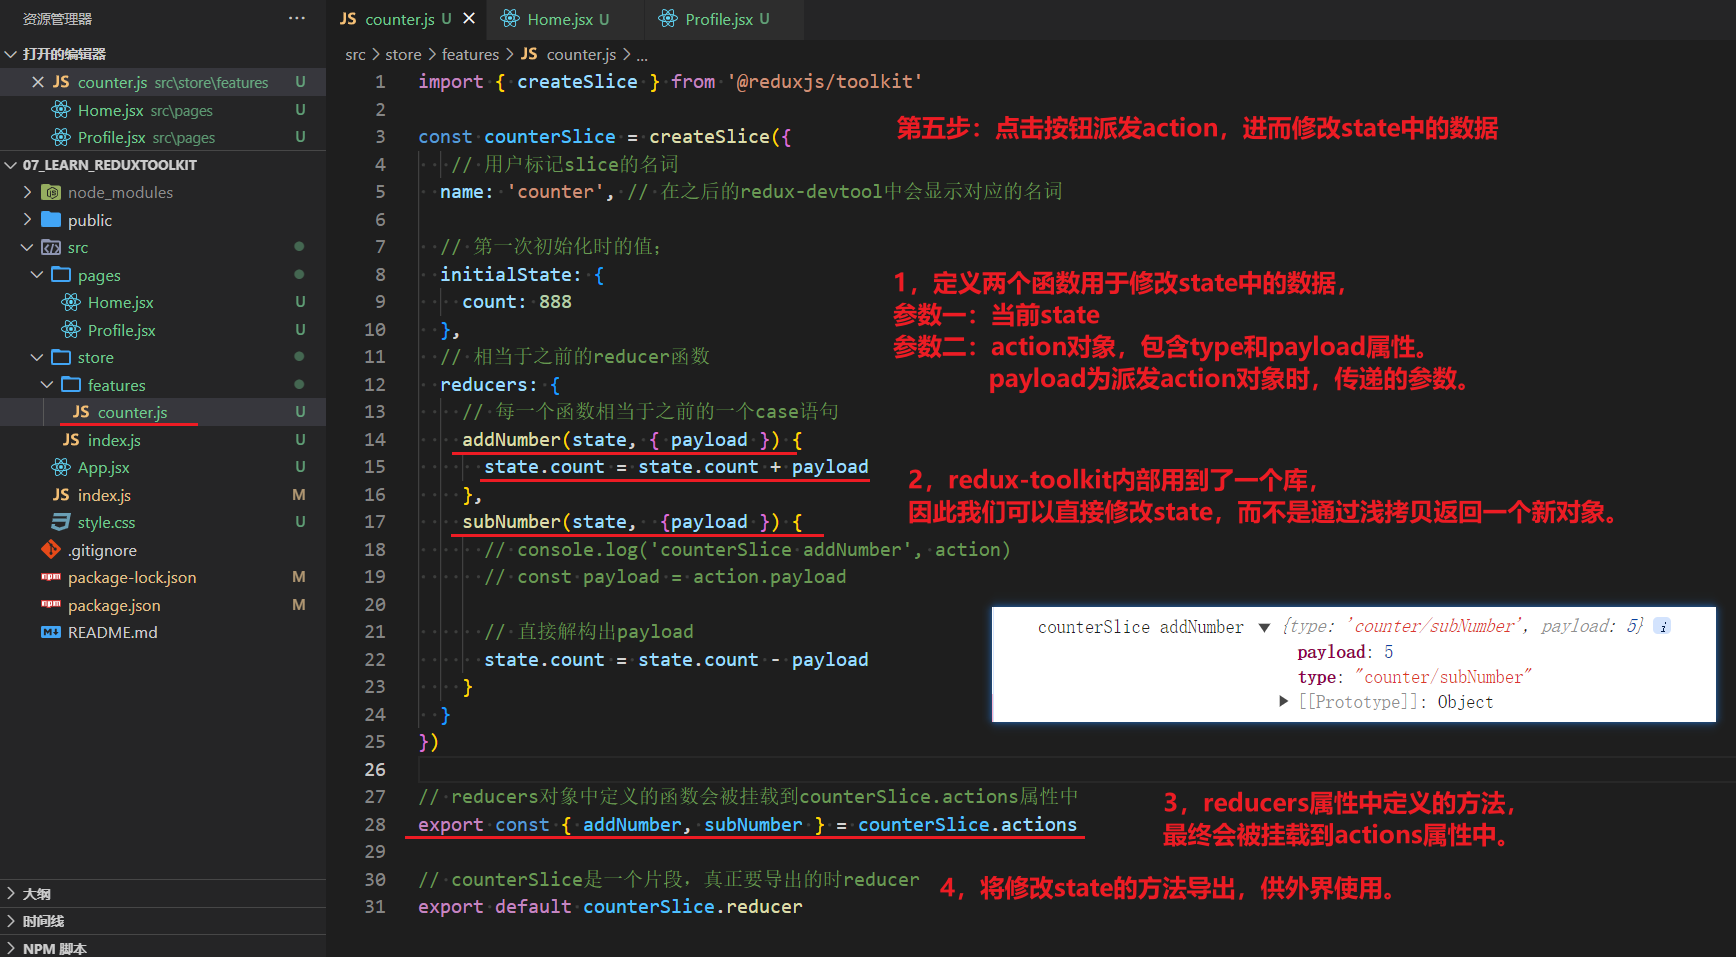 资源管理器 ···
打开的编辑器
counter.js src\store\features U
Home.jsx src\pages U
Profile.jsx src\pages U
07_LEARN_REDUXTOOLKIT
node_modules
public
src
pages
Home.jsx U
Profile.jsx U
store
features
JS counter.js U
JS index.js U
App.jsx U
JS index.js M
style.css U
.gitignore
package-lock.json M
package.json M
README.md
大纲
时间线
NPM 脚本
JS counter.js U Home.jsx U Profile.jsx U
src > store > features > JS counter.js > ...
1 import { createSlice } from '@reduxjs/toolkit'
2
3 const counterSlice = createSlice({
4 // 用户标记slice的名词
5 name: 'counter', // 在之后的redux-devtool中会显示对应的名词
6
7 // 第一次初始化时的值;
8 initialState: {
9 count: 888
10 },
11 // 相当于之前的reducer函数
12 reducers: {
13 // 每一个函数相当于之前的一个case语句
14 addNumber(state, { payload }) {
15 state.count = state.count + payload
16 },
17 subNumber(state, {payload }) {
18 // console.log('counterSlice addNumber', action)
19 // const payload = action.payload
20
21 // 直接解构出payload
22 state.count = state.count - payload
23 }
24 }
25 })
26
27 // reducers对象中定义的函数会被挂载到counterSlice.actions属性中
28 export const { addNumber, subNumber } = counterSlice.actions
29
30 // counterSlice是一个片段，真正要导出的时reducer
31 export default counterSlice.reducer
第五步：点击按钮派发action，进而修改state中的数据
1，定义两个函数用于修改state中的数据，
参数一：当前state
参数二：action对象，包含type和payload属性。
payload为派发action对象时，传递的参数。
2，redux-toolkit内部用到了一个库，
因此我们可以直接修改state，而不是通过浅拷贝返回一个新对象。
counterSlice addNumber ▼ {type: 'counter/subNumber', payload: 5} i
payload: 5
type: "counter/subNumber"
▶ [[Prototype]]: Object
3，reducers属性中定义的方法，
最终会被挂载到actions属性中。
4，将修改state的方法导出，供外界使用。